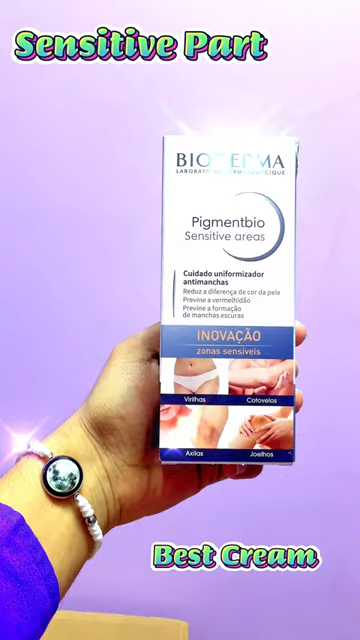 Sensitive Part
BIODERMA
LABORATOIRE DERMATOLOGIQUE
Pigmentbio
Sensitive areas
Cuidado uniformizador
antimanchas
Reduz a diferença de cor da pele
Previne a vermelhidão
Previne a formação
de manchas escuras
INOVAÇÃO
zonas sensíveis
Virilhas
Cotovelos
Axilas
Joelhos
Best Cream